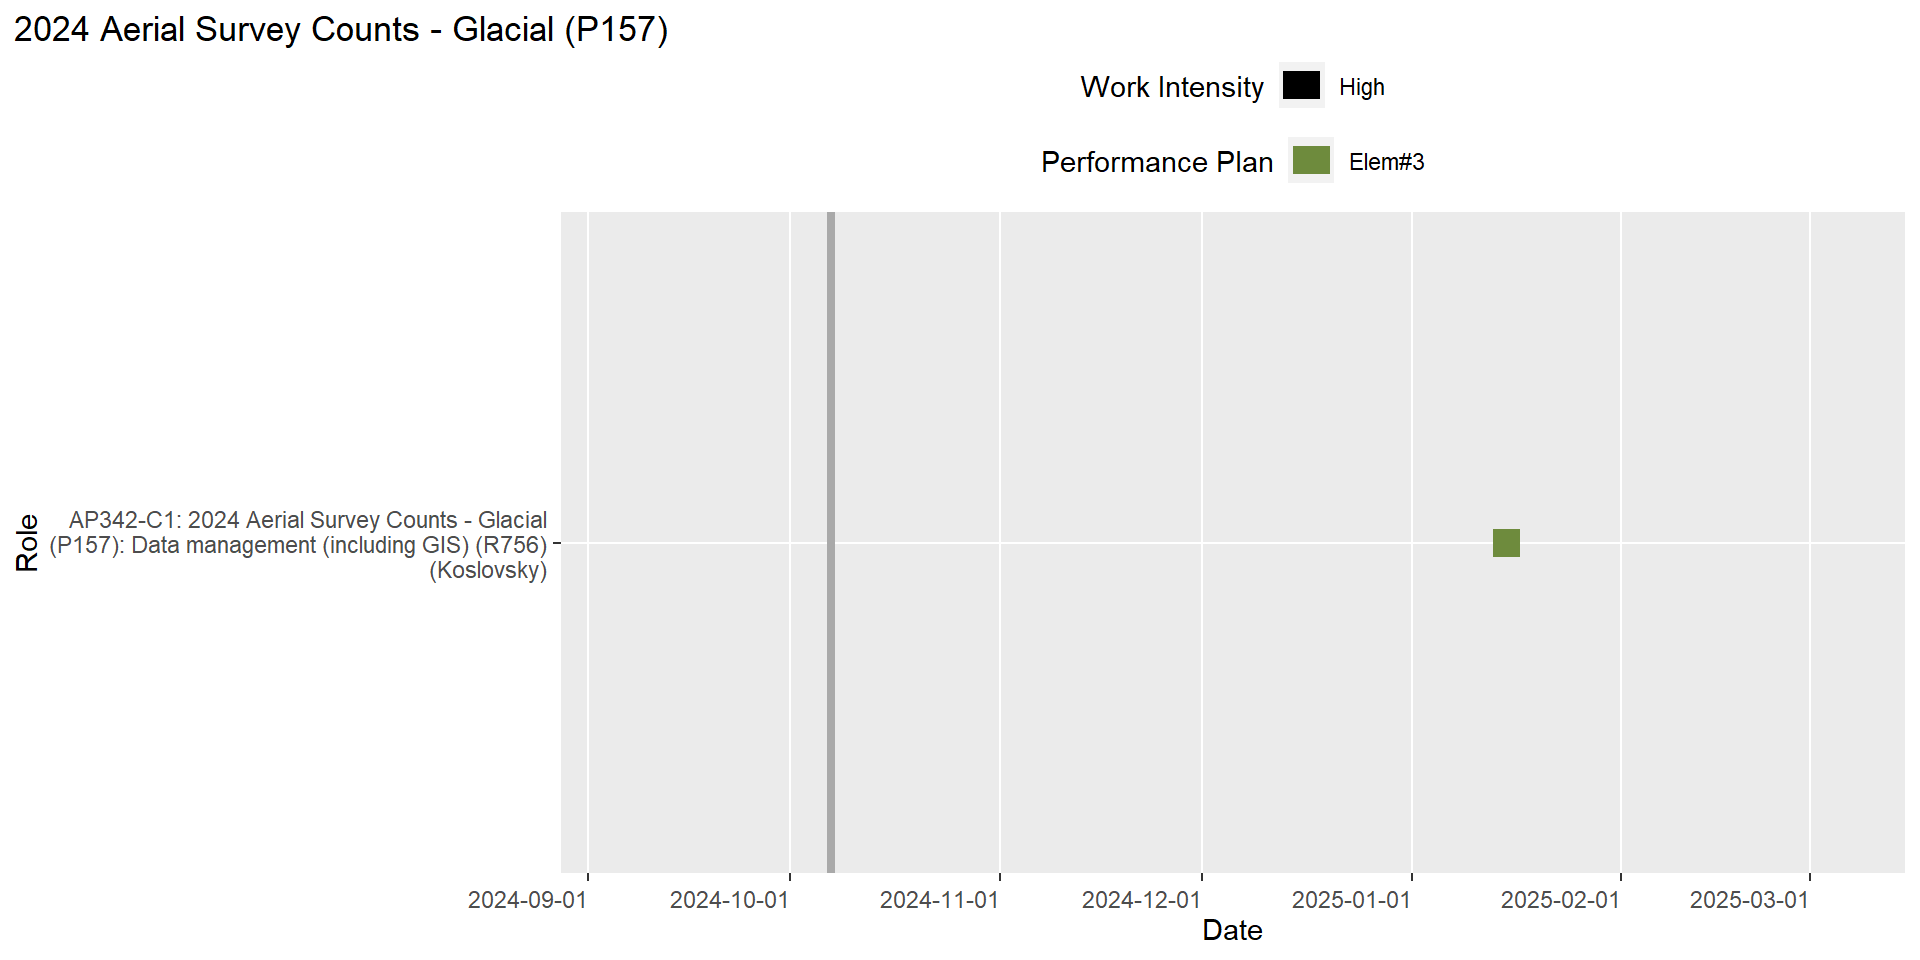 2024 Aerial Survey Counts - Glacial (P157)
Work Intensity High
Performance Plan Elem#3
Role
AP342-C1: 2024 Aerial Survey Counts - Glacial
(P157): Data management (including GIS) (R756)
(Koslovsky)
2024-09-01 2024-10-01 2024-11-01 2024-12-01 2025-01-01 2025-02-01 2025-03-01
Date